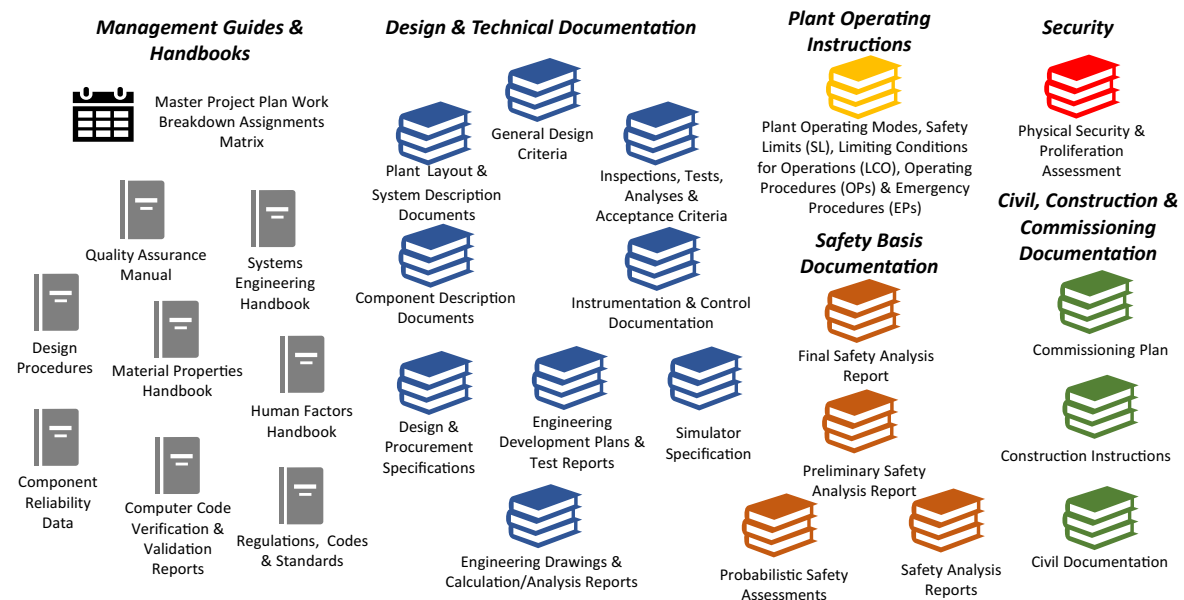 Management Guides &
Handbooks
Master Project Plan Work
Breakdown Assignments
Matrix
Quality Assurance
Manual
Systems
Engineering
Handbook
Design
Procedures
Material Properties
Handbook
Human Factors
Handbook
Component
Reliability
Data
Computer Code
Verification &
Validation
Reports
Regulations, Codes
& Standards
Design & Technical Documentation
General Design
Criteria
Plant Layout &
System Description
Documents
Inspections, Tests,
Analyses &
Acceptance Criteria
Component Description
Documents
Instrumentation & Control
Documentation
Design &
Procurement
Specifications
Engineering
Development Plans &
Test Reports
Simulator
Specification
Engineering Drawings &
Calculation/Analysis Reports
Plant Operating
Instructions
Plant Operating Modes, Safety
Limits (SL), Limiting Conditions
for Operations (LCO), Operating
Procedures (OPs) & Emergency
Procedures (EPs)
Safety Basis
Documentation
Final Safety Analysis
Report
Preliminary Safety
Analysis Report
Probabilistic Safety
Assessments
Safety Analysis
Reports
Security
Physical Security &
Proliferation
Assessment
Civil, Construction &
Commissioning
Documentation
Commissioning Plan
Construction Instructions
Civil Documentation